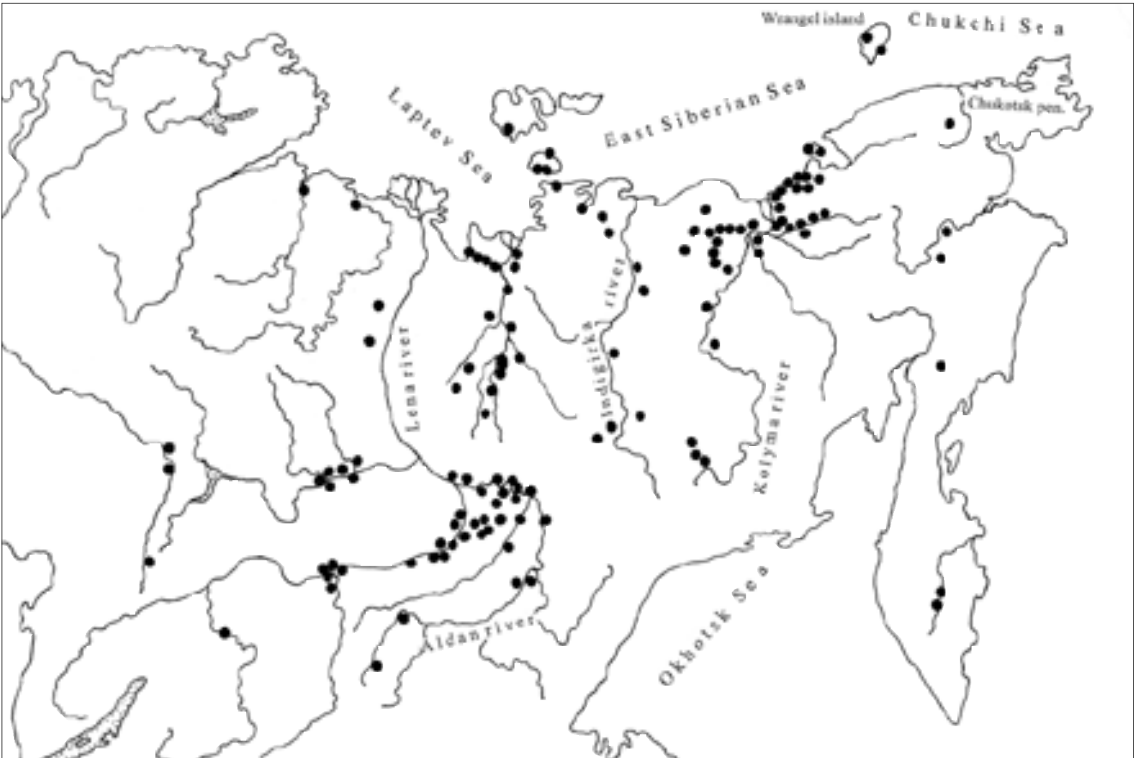 Wrangel island
Chukchi Sea
Chukotsk pen.
Laptev Sea
East Siberian Sea
Lena river
Indigirka river
Kolyma river
Aldan river
Okhotsk Sea